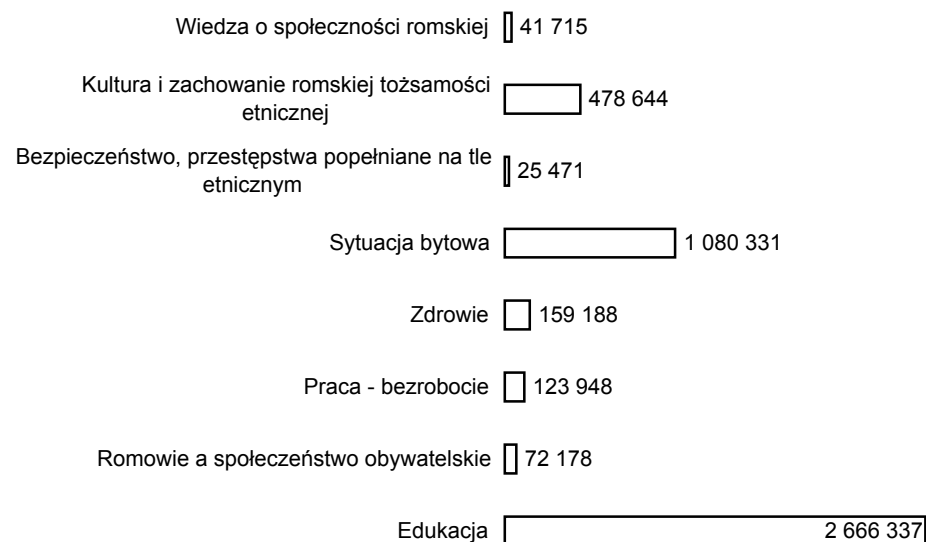 Wiedza o społeczności romskiej 41 715
Kultura i zachowanie romskiej tożsamości
etnicznej 478 644
Bezpieczeństwo, przestępstwa popełniane na tle
etnicznym 25 471
Sytuacja bytowa 1 080 331
Zdrowie 159 188
Praca - bezrobocie 123 948
Romowie a społeczeństwo obywatelskie 72 178
Edukacja 2 666 337